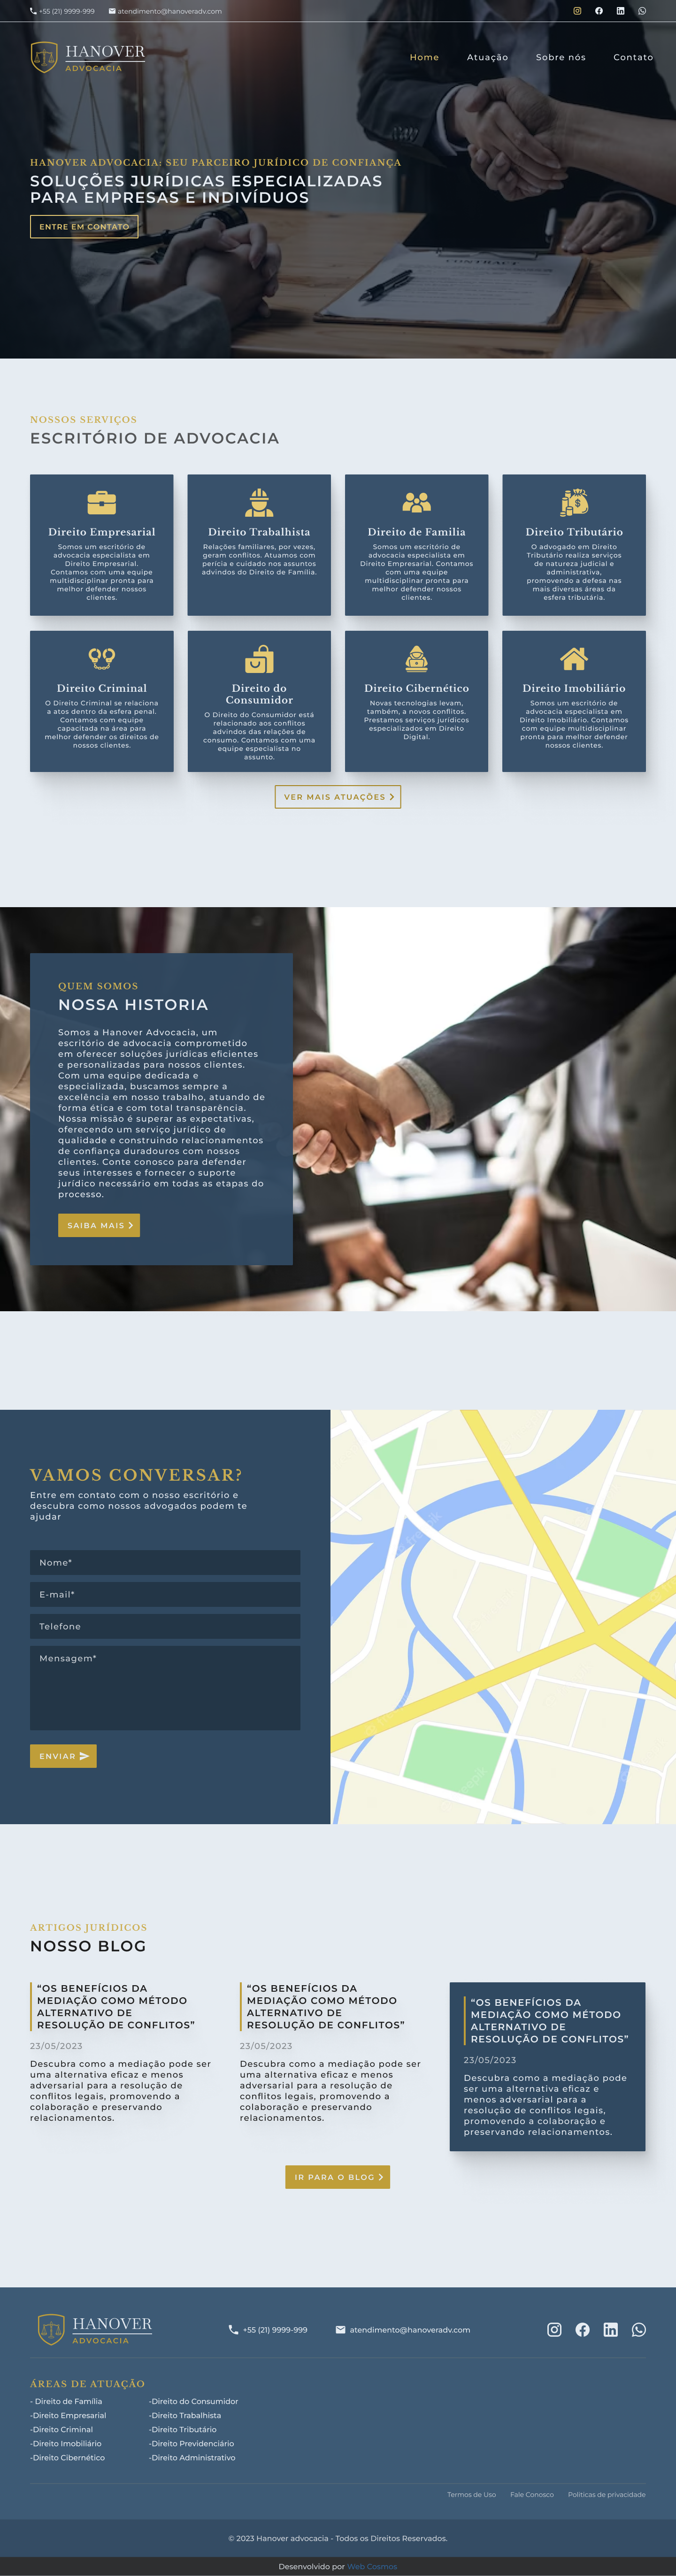 +55 (21) 9999-999 atendimento@hanoveradv.com
HANOVER
ADVOCACIA
Home Atuação Sobre nós Contato
HANOVER ADVOCACIA: SEU PARCEIRO JURÍDICO DE CONFIANÇA
SOLUÇÕES JURÍDICAS ESPECIALIZADAS
PARA EMPRESAS E INDIVÍDUOS
ENTRE EM CONTATO
NOSSOS SERVIÇOS
ESCRITÓRIO DE ADVOCACIA
Direito Empresarial
Somos um escritório de
advocacia especialista em
Direito Empresarial.
Contamos com uma equipe
multidisciplinar pronta para
melhor defender nossos
clientes.
Direito Trabalhista
Relações familiares, por vezes,
geram conflitos. Atuamos com
perícia e cuidado nos assuntos
advindos do Direito de Família.
Direito de Familia
Somos um escritório de
advocacia especialista em
Direito Empresarial. Contamos
com uma equipe
multidisciplinar pronta para
melhor defender nossos
clientes.
Direito Tributário
O advogado em Direito
Tributário realiza serviços
de natureza judicial e
administrativa,
promovendo a defesa nas
mais diversas áreas da
esfera tributária.
Direito Criminal
O Direito Criminal se relaciona
a atos dentro da esfera penal.
Contamos com equipe
capacitada na área para
melhor defender os direitos de
nossos clientes.
Direito do
Consumidor
O Direito do Consumidor está
relacionado aos conflitos
advindos das relações de
consumo. Contamos com uma
equipe especialista no
assunto.
Direito Cibernético
Novas tecnologias levam,
também, a novos conflitos.
Prestamos serviços jurídicos
especializados em Direito
Digital.
Direito Imobiliário
Somos um escritório de
advocacia especialista em
Direito Imobiliário. Contamos
com equipe multidisciplinar
pronta para melhor defender
nossos clientes.
VER MAIS ATUAÇÕES
QUEM SOMOS
NOSSA HISTORIA
Somos a Hanover Advocacia, um
escritório de advocacia comprometido
em oferecer soluções jurídicas eficientes
e personalizadas para nossos clientes.
Com uma equipe dedicada e
especializada, buscamos sempre a
excelência em nosso trabalho, atuando de
forma ética e com total transparência.
Nossa missão é superar as expectativas,
oferecendo um serviço jurídico de
qualidade e construindo relacionamentos
de confiança duradouros com nossos
clientes. Conte conosco para defender
seus interesses e fornecer o suporte
jurídico necessário em todas as etapas do
processo.
SAIBA MAIS
VAMOS CONVERSAR?
Entre em contato com o nosso escritório e
descubra como nossos advogados podem te
ajudar
Nome*
E-mail*
Telefone
Mensagem*
ENVIAR
ARTIGOS JURÍDICOS
NOSSO BLOG
“OS BENEFÍCIOS DA
MEDIAÇÃO COMO MÉTODO
ALTERNATIVO DE
RESOLUÇÃO DE CONFLITOS”
23/05/2023
Descubra como a mediação pode ser
uma alternativa eficaz e menos
adversarial para a resolução de
conflitos legais, promovendo a
colaboração e preservando
relacionamentos.
“OS BENEFÍCIOS DA
MEDIAÇÃO COMO MÉTODO
ALTERNATIVO DE
RESOLUÇÃO DE CONFLITOS”
23/05/2023
Descubra como a mediação pode ser
uma alternativa eficaz e menos
adversarial para a resolução de
conflitos legais, promovendo a
colaboração e preservando
relacionamentos.
“OS BENEFÍCIOS DA
MEDIAÇÃO COMO MÉTODO
ALTERNATIVO DE
RESOLUÇÃO DE CONFLITOS”
23/05/2023
Descubra como a mediação pode
ser uma alternativa eficaz e
menos adversarial para a
resolução de conflitos legais,
promovendo a colaboração e
preservando relacionamentos.
IR PARA O BLOG
HANOVER
ADVOCACIA
+55 (21) 9999-999 atendimento@hanoveradv.com
ÁREAS DE ATUAÇÃO
- Direito de Família
-Direito Empresarial
-Direito Criminal
-Direito Imobiliário
-Direito Cibernético
-Direito do Consumidor
-Direito Trabalhista
-Direito Tributário
-Direito Previdenciário
-Direito Administrativo
Termos de Uso Fale Conosco Politicas de privacidade
© 2023 Hanover advocacia - Todos os Direitos Reservados.
Desenvolvido por Web Cosmos